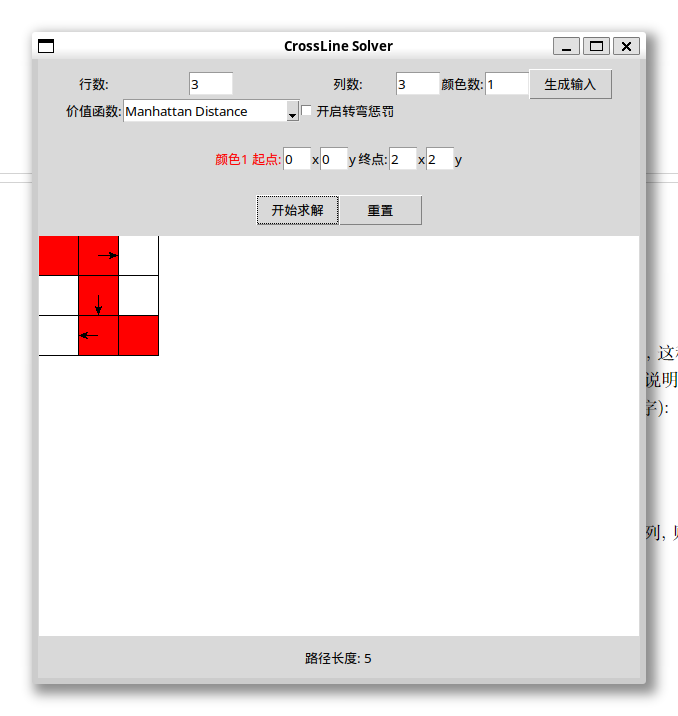 CrossLine Solver
行数: 3 列数: 3 颜色数: 1 生成输入
价值函数: Manhattan Distance 开启转弯惩罚
颜色1 起点: 0 x 0 y 终点: 2 x 2 y
开始求解 重置
, 这
说明
字):
列,
路径长度: 5